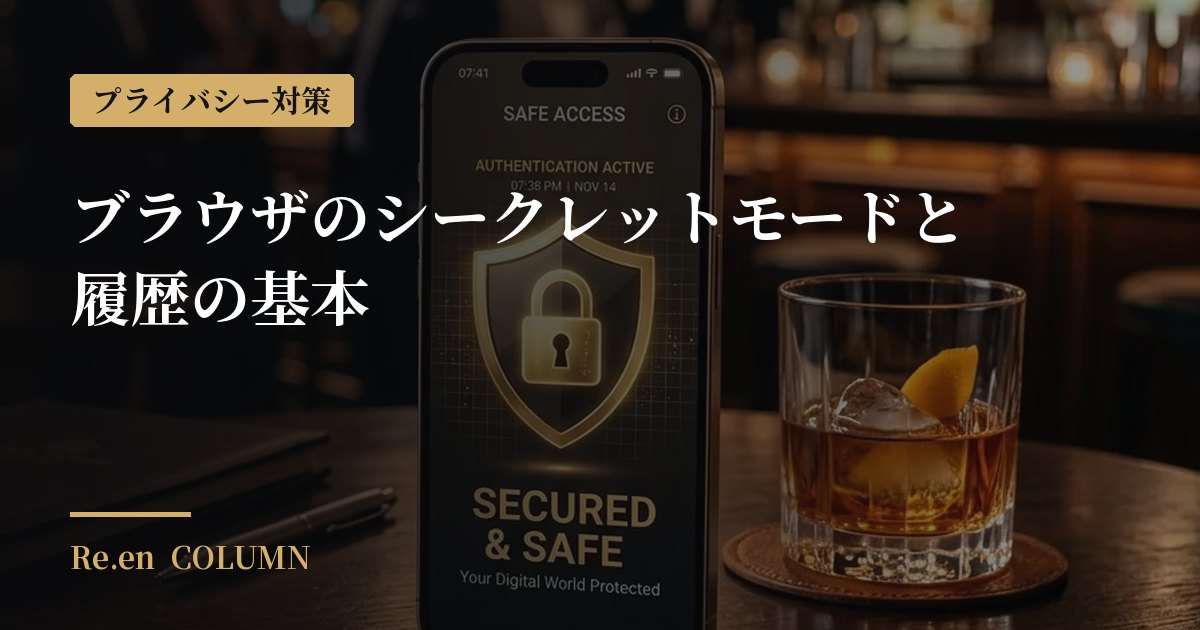 プライバシー対策
ブラウザのシークレットモードと
履歴の基本
Re.en COLUMN
07:41
SAFE ACCESS
AUTHENTICATION ACTIVE
07:38 PM | NOV 14
SECURED
& SAFE
Your Digital World Protected